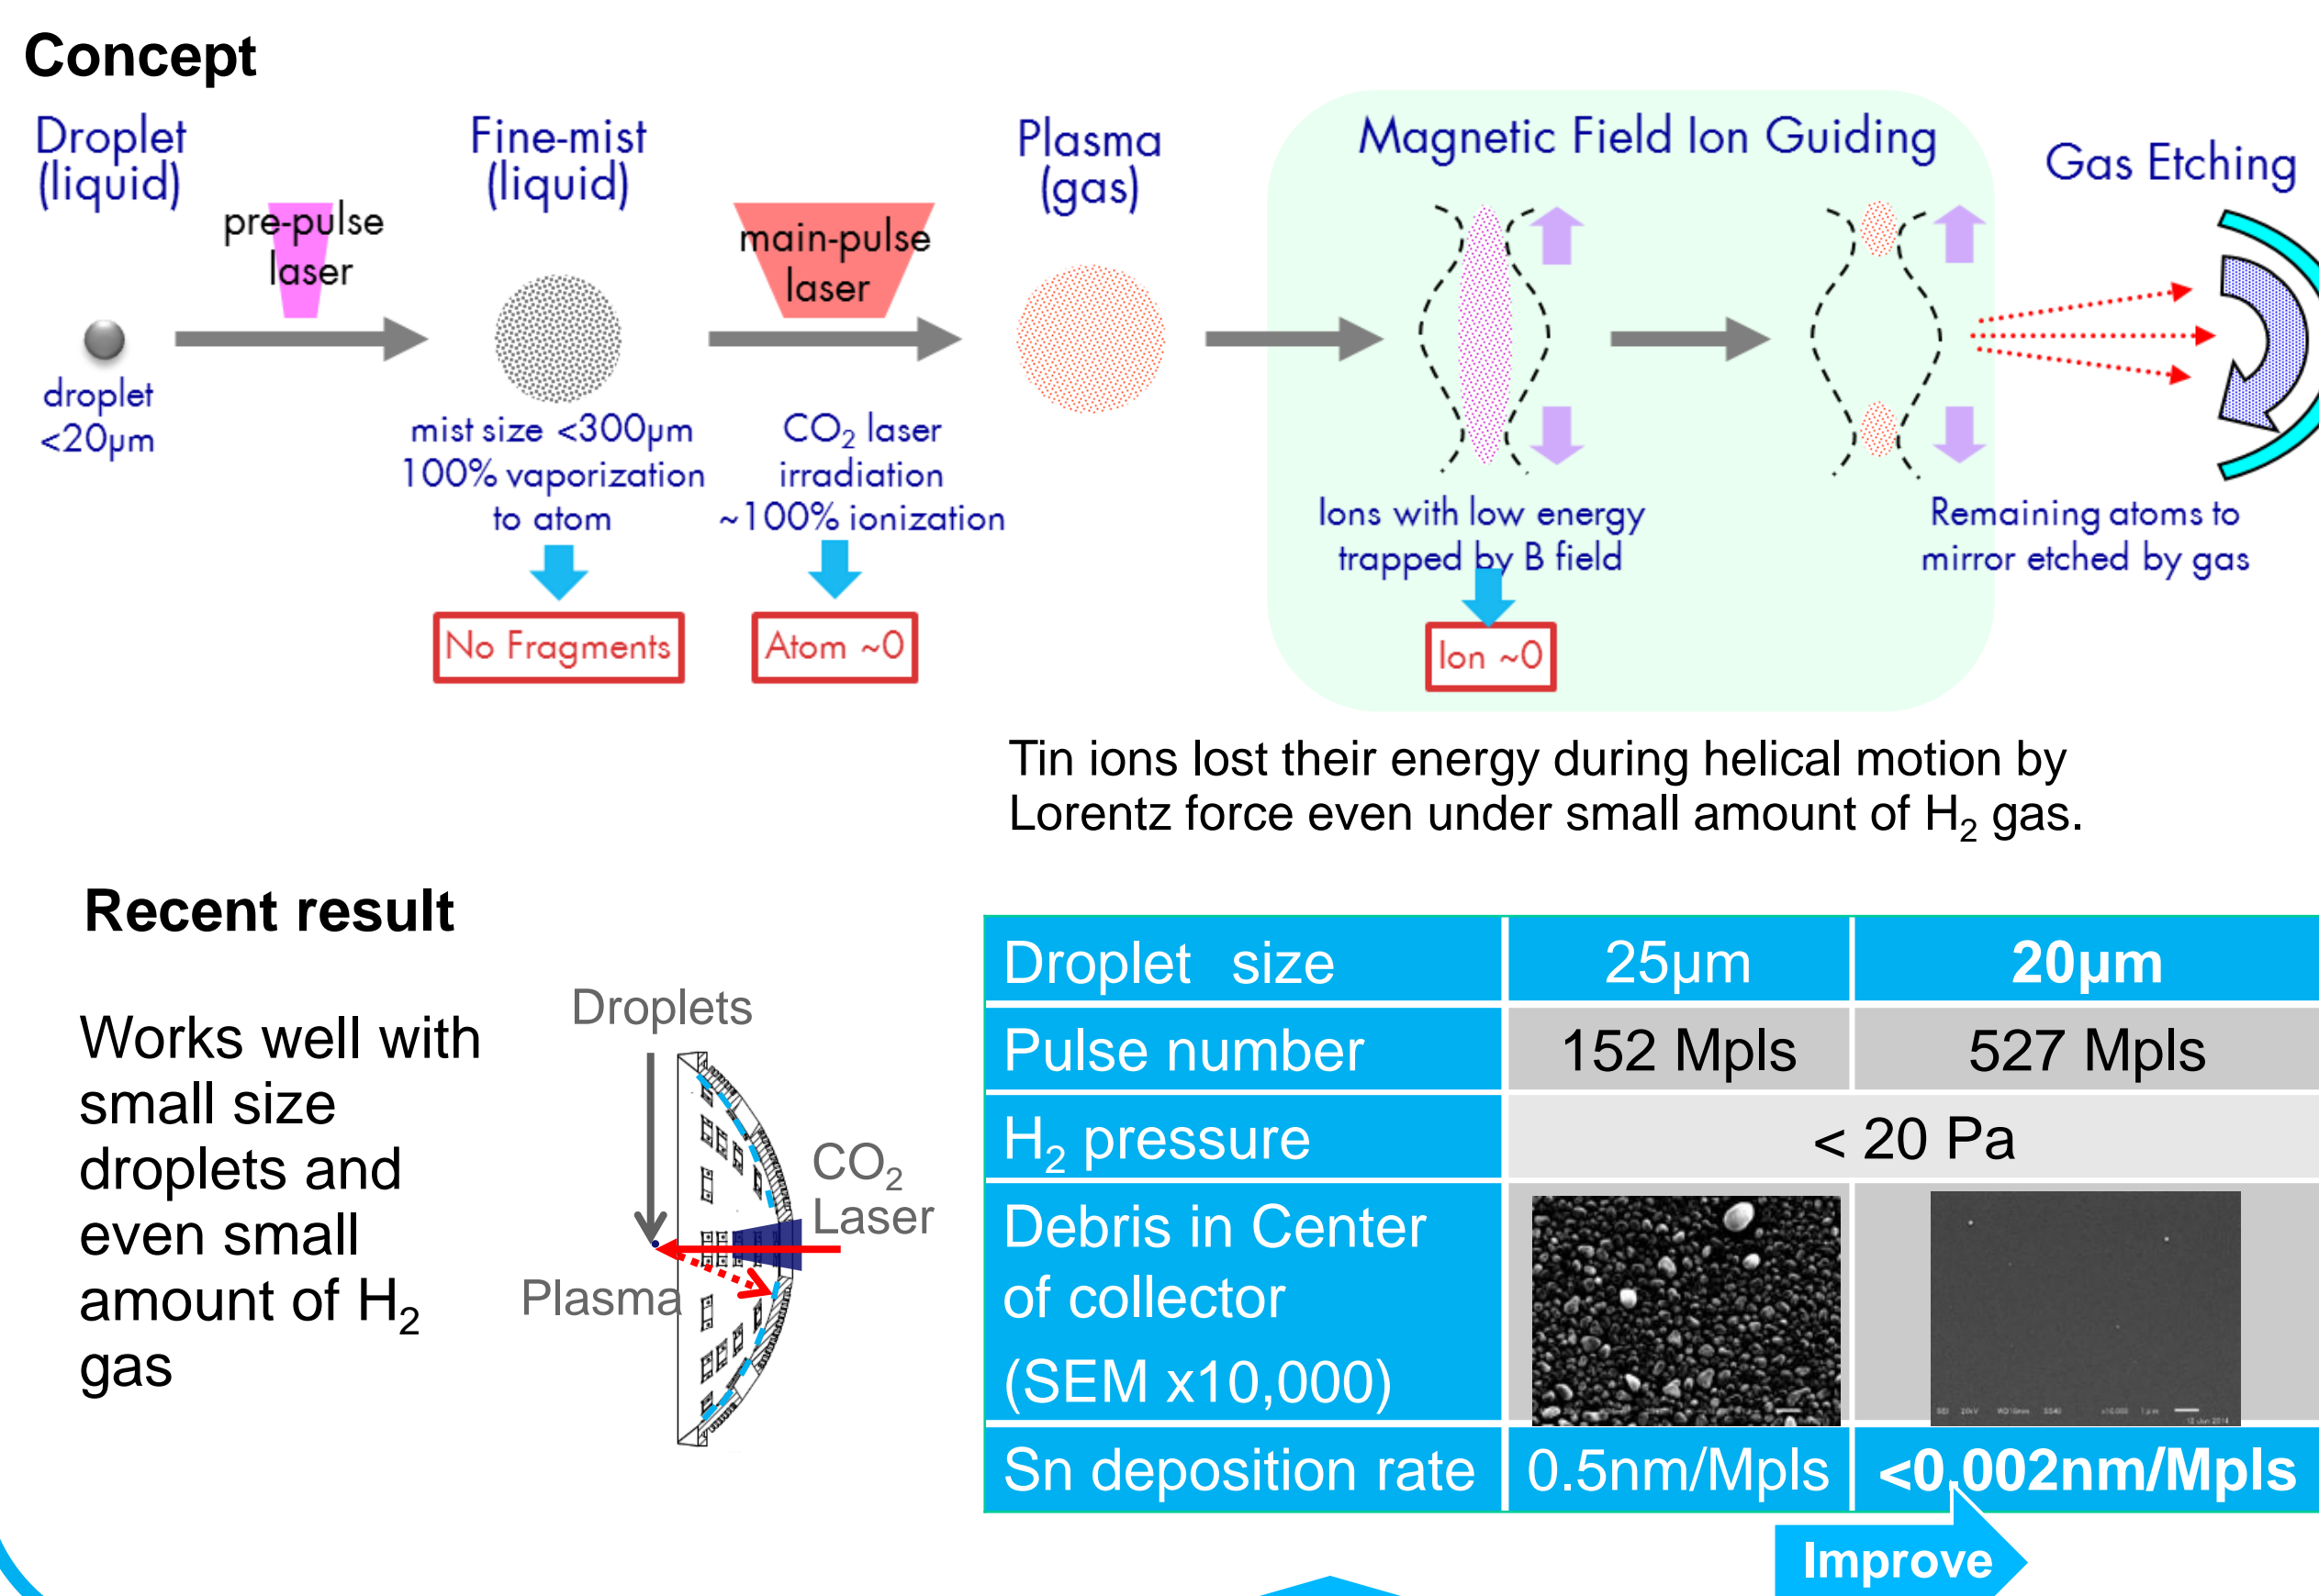 Concept
Droplet
(liquid)
pre-pulse
laser
droplet
<20µm
Fine-mist
(liquid)
mist size <300µm
100% vaporization
to atom
No Fragments
main-pulse
laser
CO₂ laser
irradiation
~100% ionization
Atom ~0
Plasma
(gas)
Magnetic Field Ion Guiding
Ions with low energy
trapped by B field
Ion ~0
Gas Etching
Remaining atoms to
mirror etched by gas
Tin ions lost their energy during helical motion by
Lorentz force even under small amount of H₂ gas.
Recent result
Works well with
small size
droplets and
even small
amount of H₂
gas
Droplets
CO₂
Laser
Plasma
Droplet size 25µm 20µm
Pulse number 152 Mpls 527 Mpls
H₂ pressure < 20 Pa
Debris in Center
of collector
(SEM x10,000)
Sn deposition rate 0.5nm/Mpls <0.002nm/Mpls
Improve